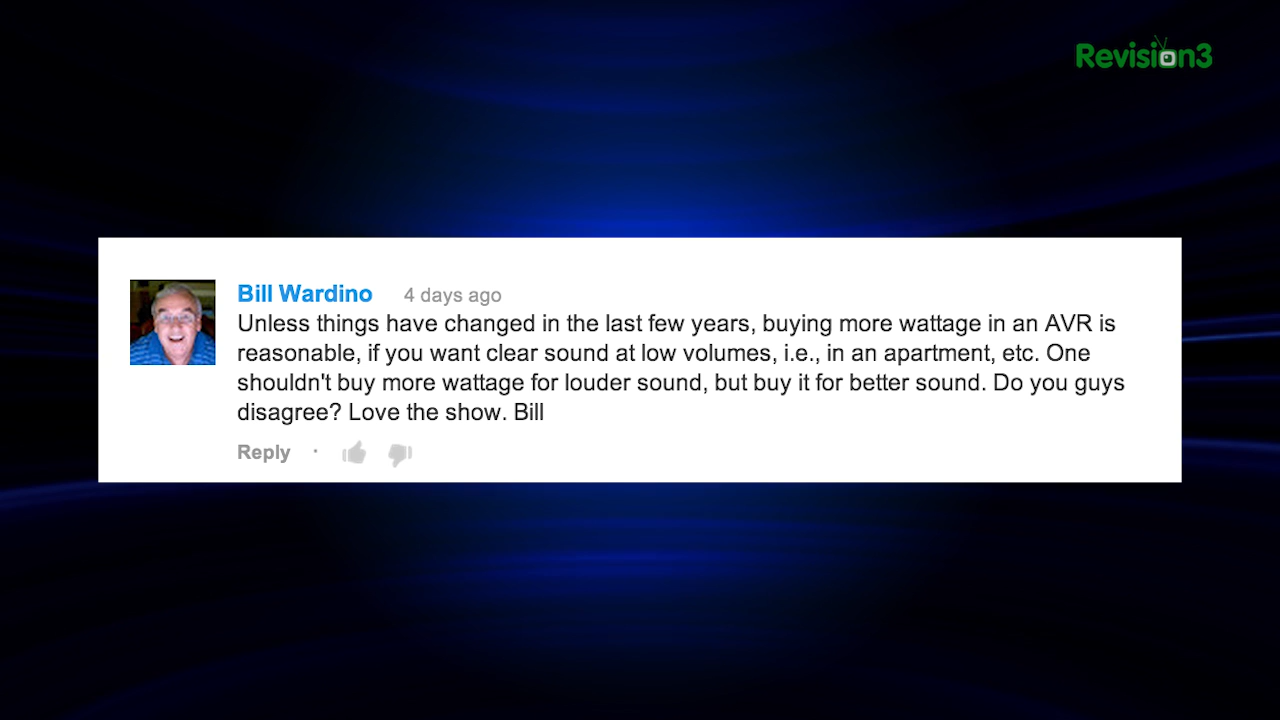 Revision3
Bill Wardino 4 days ago
Unless things have changed in the last few years, buying more wattage in an AVR is
reasonable, if you want clear sound at low volumes, i.e., in an apartment, etc. One
shouldn't buy more wattage for louder sound, but buy it for better sound. Do you guys
disagree? Love the show. Bill
Reply ·